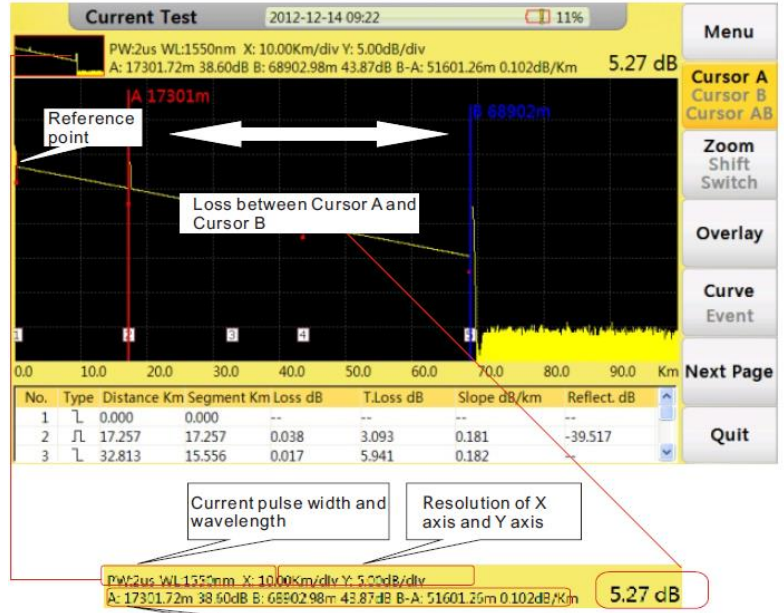 Current Test 2012-12-14 09:22 11%
PW:2us WL:1550nm X: 10.00Km/div Y: 5.00dB/div
A: 17301.72m 38.60dB B: 68902.98m 43.87dB B-A: 51601.26m 0.102dB/Km 5.27 dB
A 17301m
B 68902m
Reference
point
Loss between Cursor A and
Cursor B
1 2 3 4 5
0.0 10.0 20.0 30.0 40.0 50.0 60.0 70.0 80.0 90.0 Km
No. Type Distance Km Segment Km Loss dB T.Loss dB Slope dB/km Reflect. dB
1 0.000 0.000 -- -- -- --
2 17.257 17.257 0.038 3.093 0.181 -39.517
3 32.813 15.556 0.017 5.941 0.182 --
Menu
Cursor A
Cursor B
Cursor AB
Zoom
Shift
Switch
Overlay
Curve
Event
Next Page
Quit
Current pulse width and
wavelength
Resolution of X
axis and Y axis
PW:2us WL:1550nm X: 10.00Km/div Y: 5.00dB/div
A: 17301.72m 38.60dB B: 68902.98m 43.87dB B-A: 51601.26m 0.102dB/Km 5.27 dB